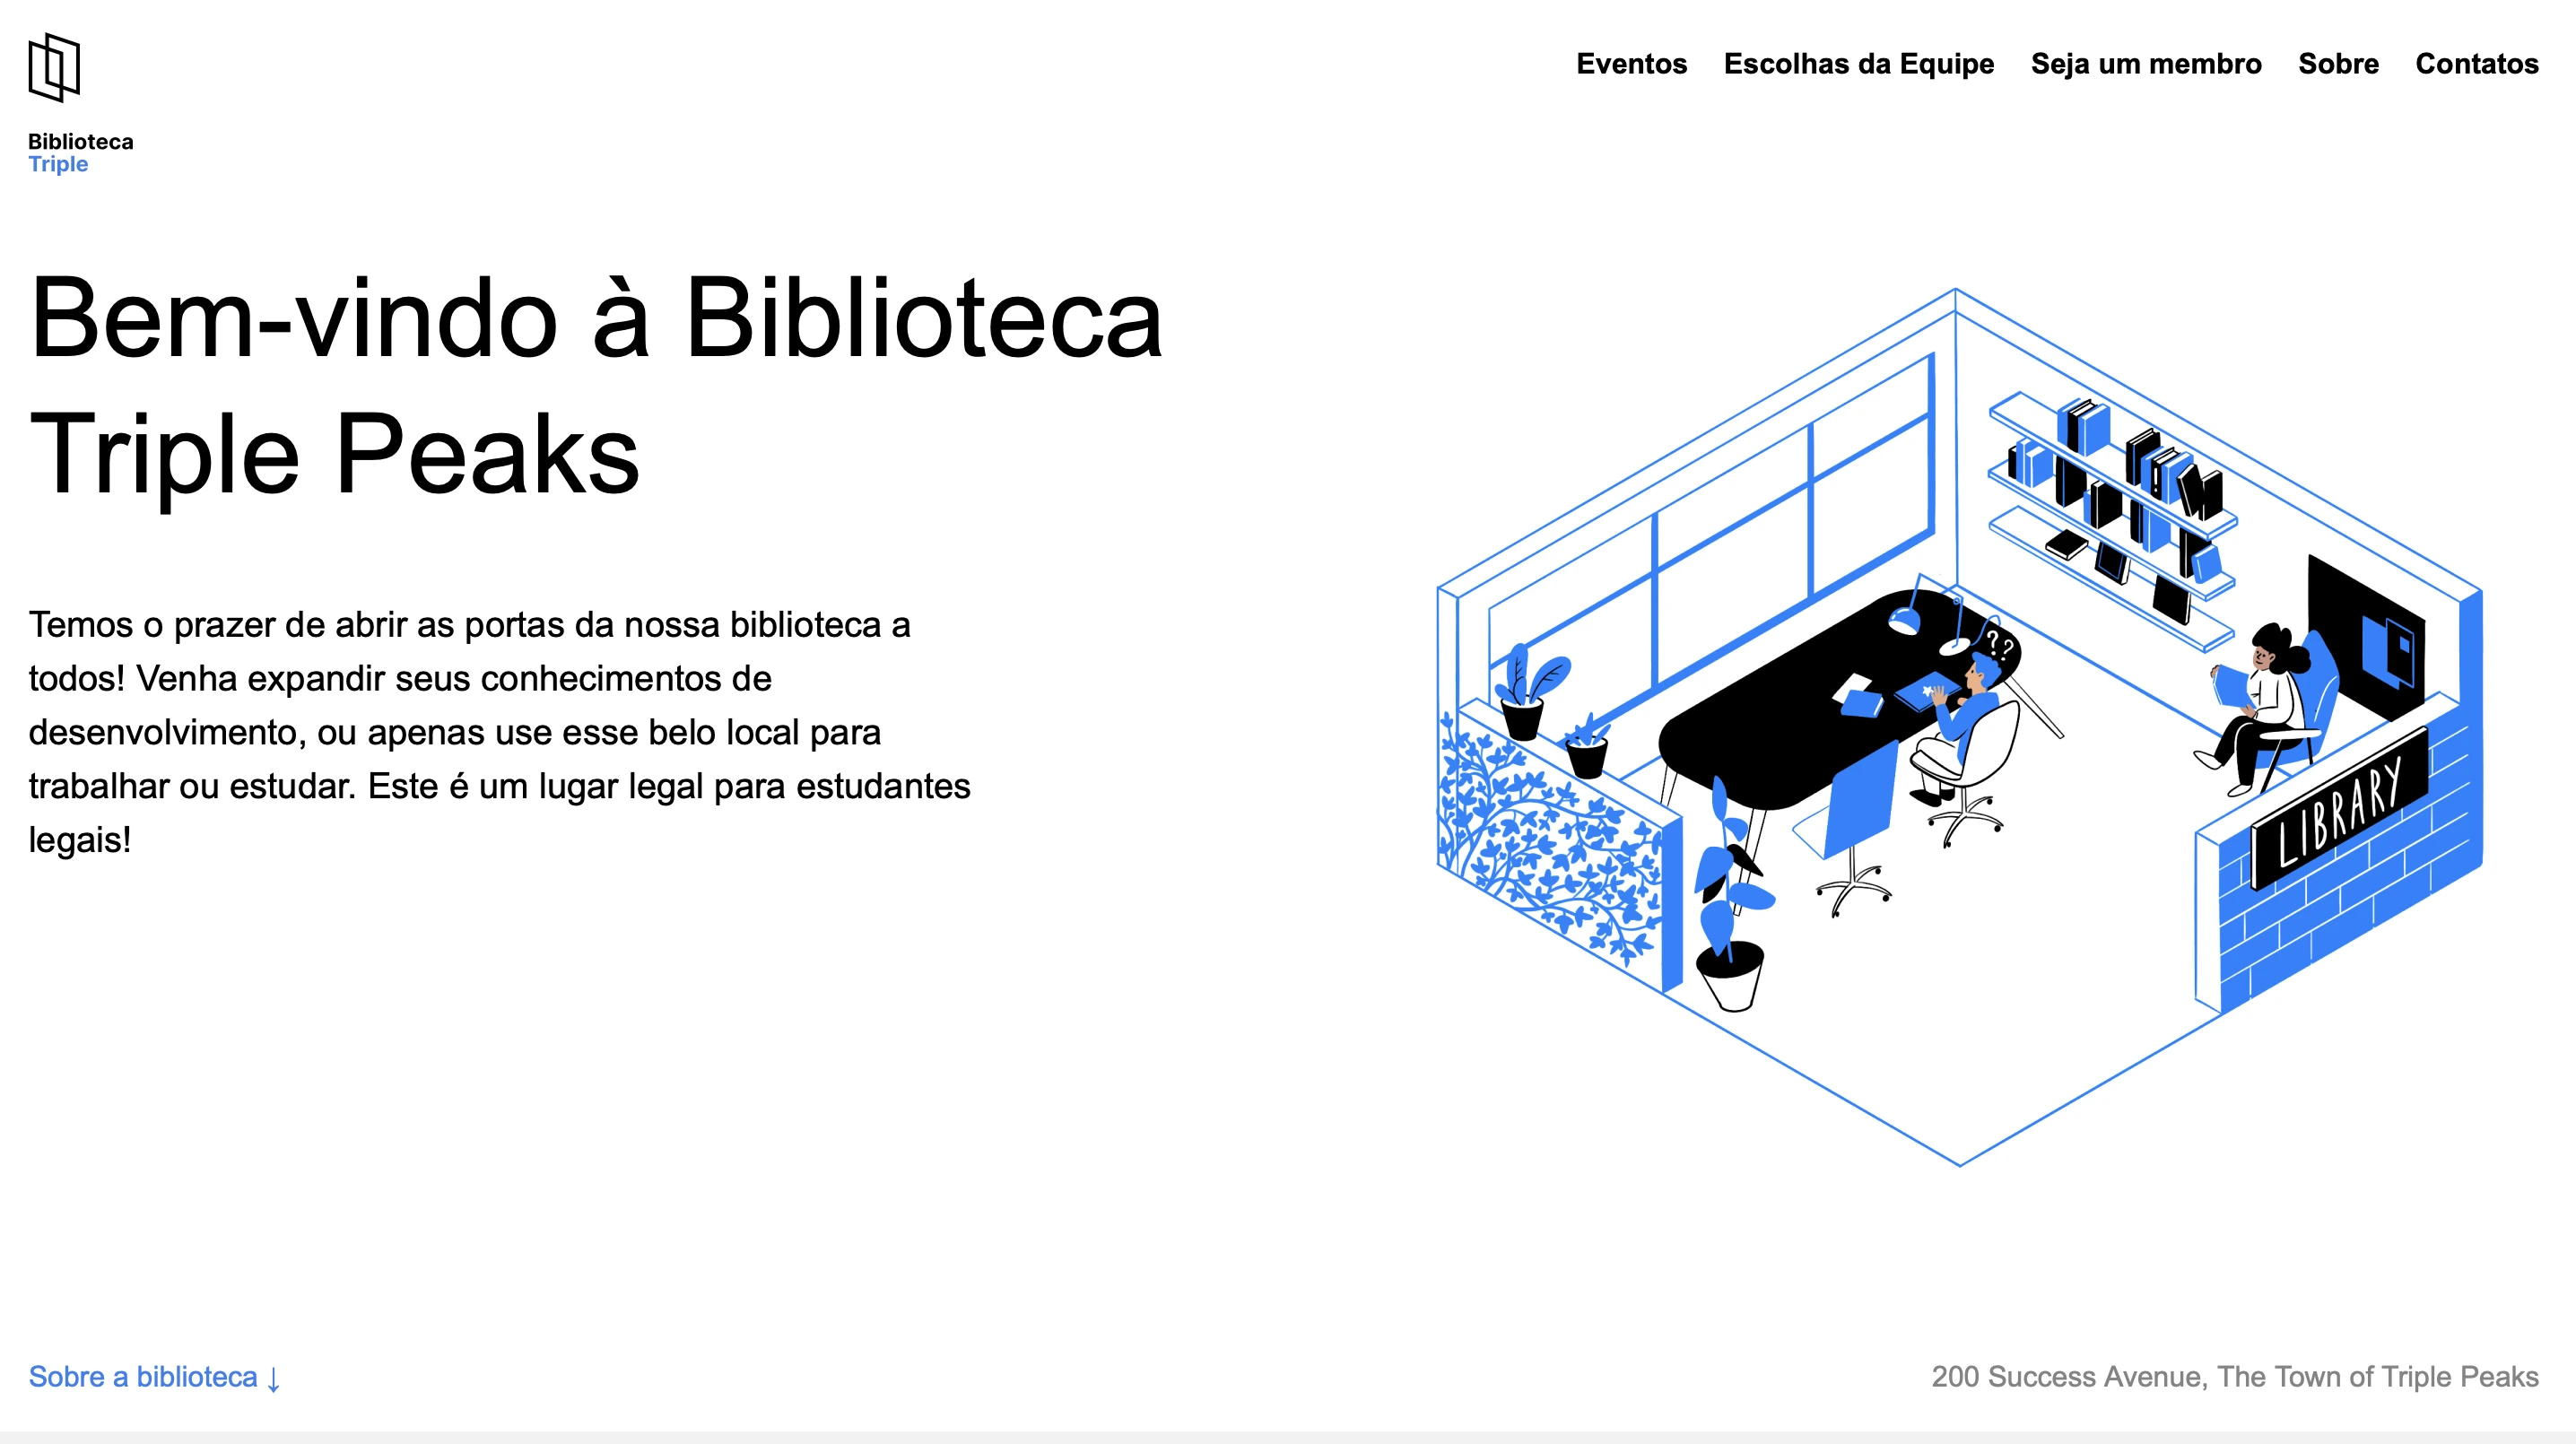 Biblioteca
Triple
Eventos Escolhas da Equipe Seja um membro Sobre Contatos
Bem-vindo à Biblioteca
Triple Peaks
Temos o prazer de abrir as portas da nossa biblioteca a
todos! Venha expandir seus conhecimentos de
desenvolvimento, ou apenas use esse belo local para
trabalhar ou estudar. Este é um lugar legal para estudantes
legais!
??
LIBRARY
Sobre a biblioteca ↓
200 Success Avenue, The Town of Triple Peaks